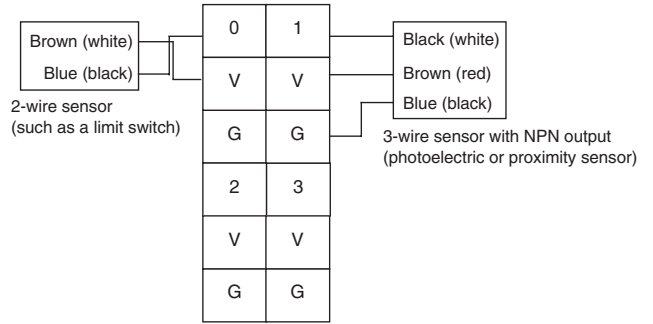 Brown (white)
Blue (black)
2-wire sensor
(such as a limit switch)
0 1
V V
G G
2 3
V V
G G
Black (white)
Brown (red)
Blue (black)
3-wire sensor with NPN output
(photoelectric or proximity sensor)